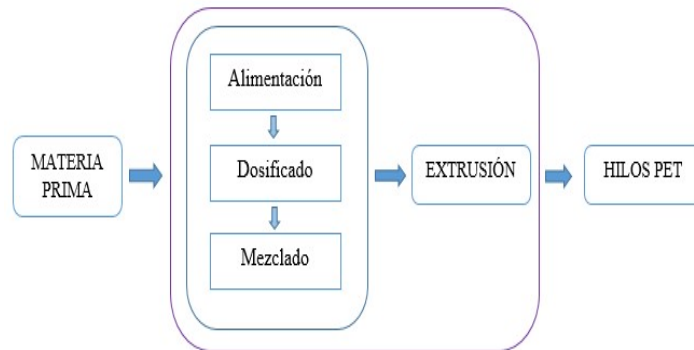 Alimentación
MATERIA
PRIMA
Dosificado
EXTRUSIÓN
HILOS PET
Mezclado